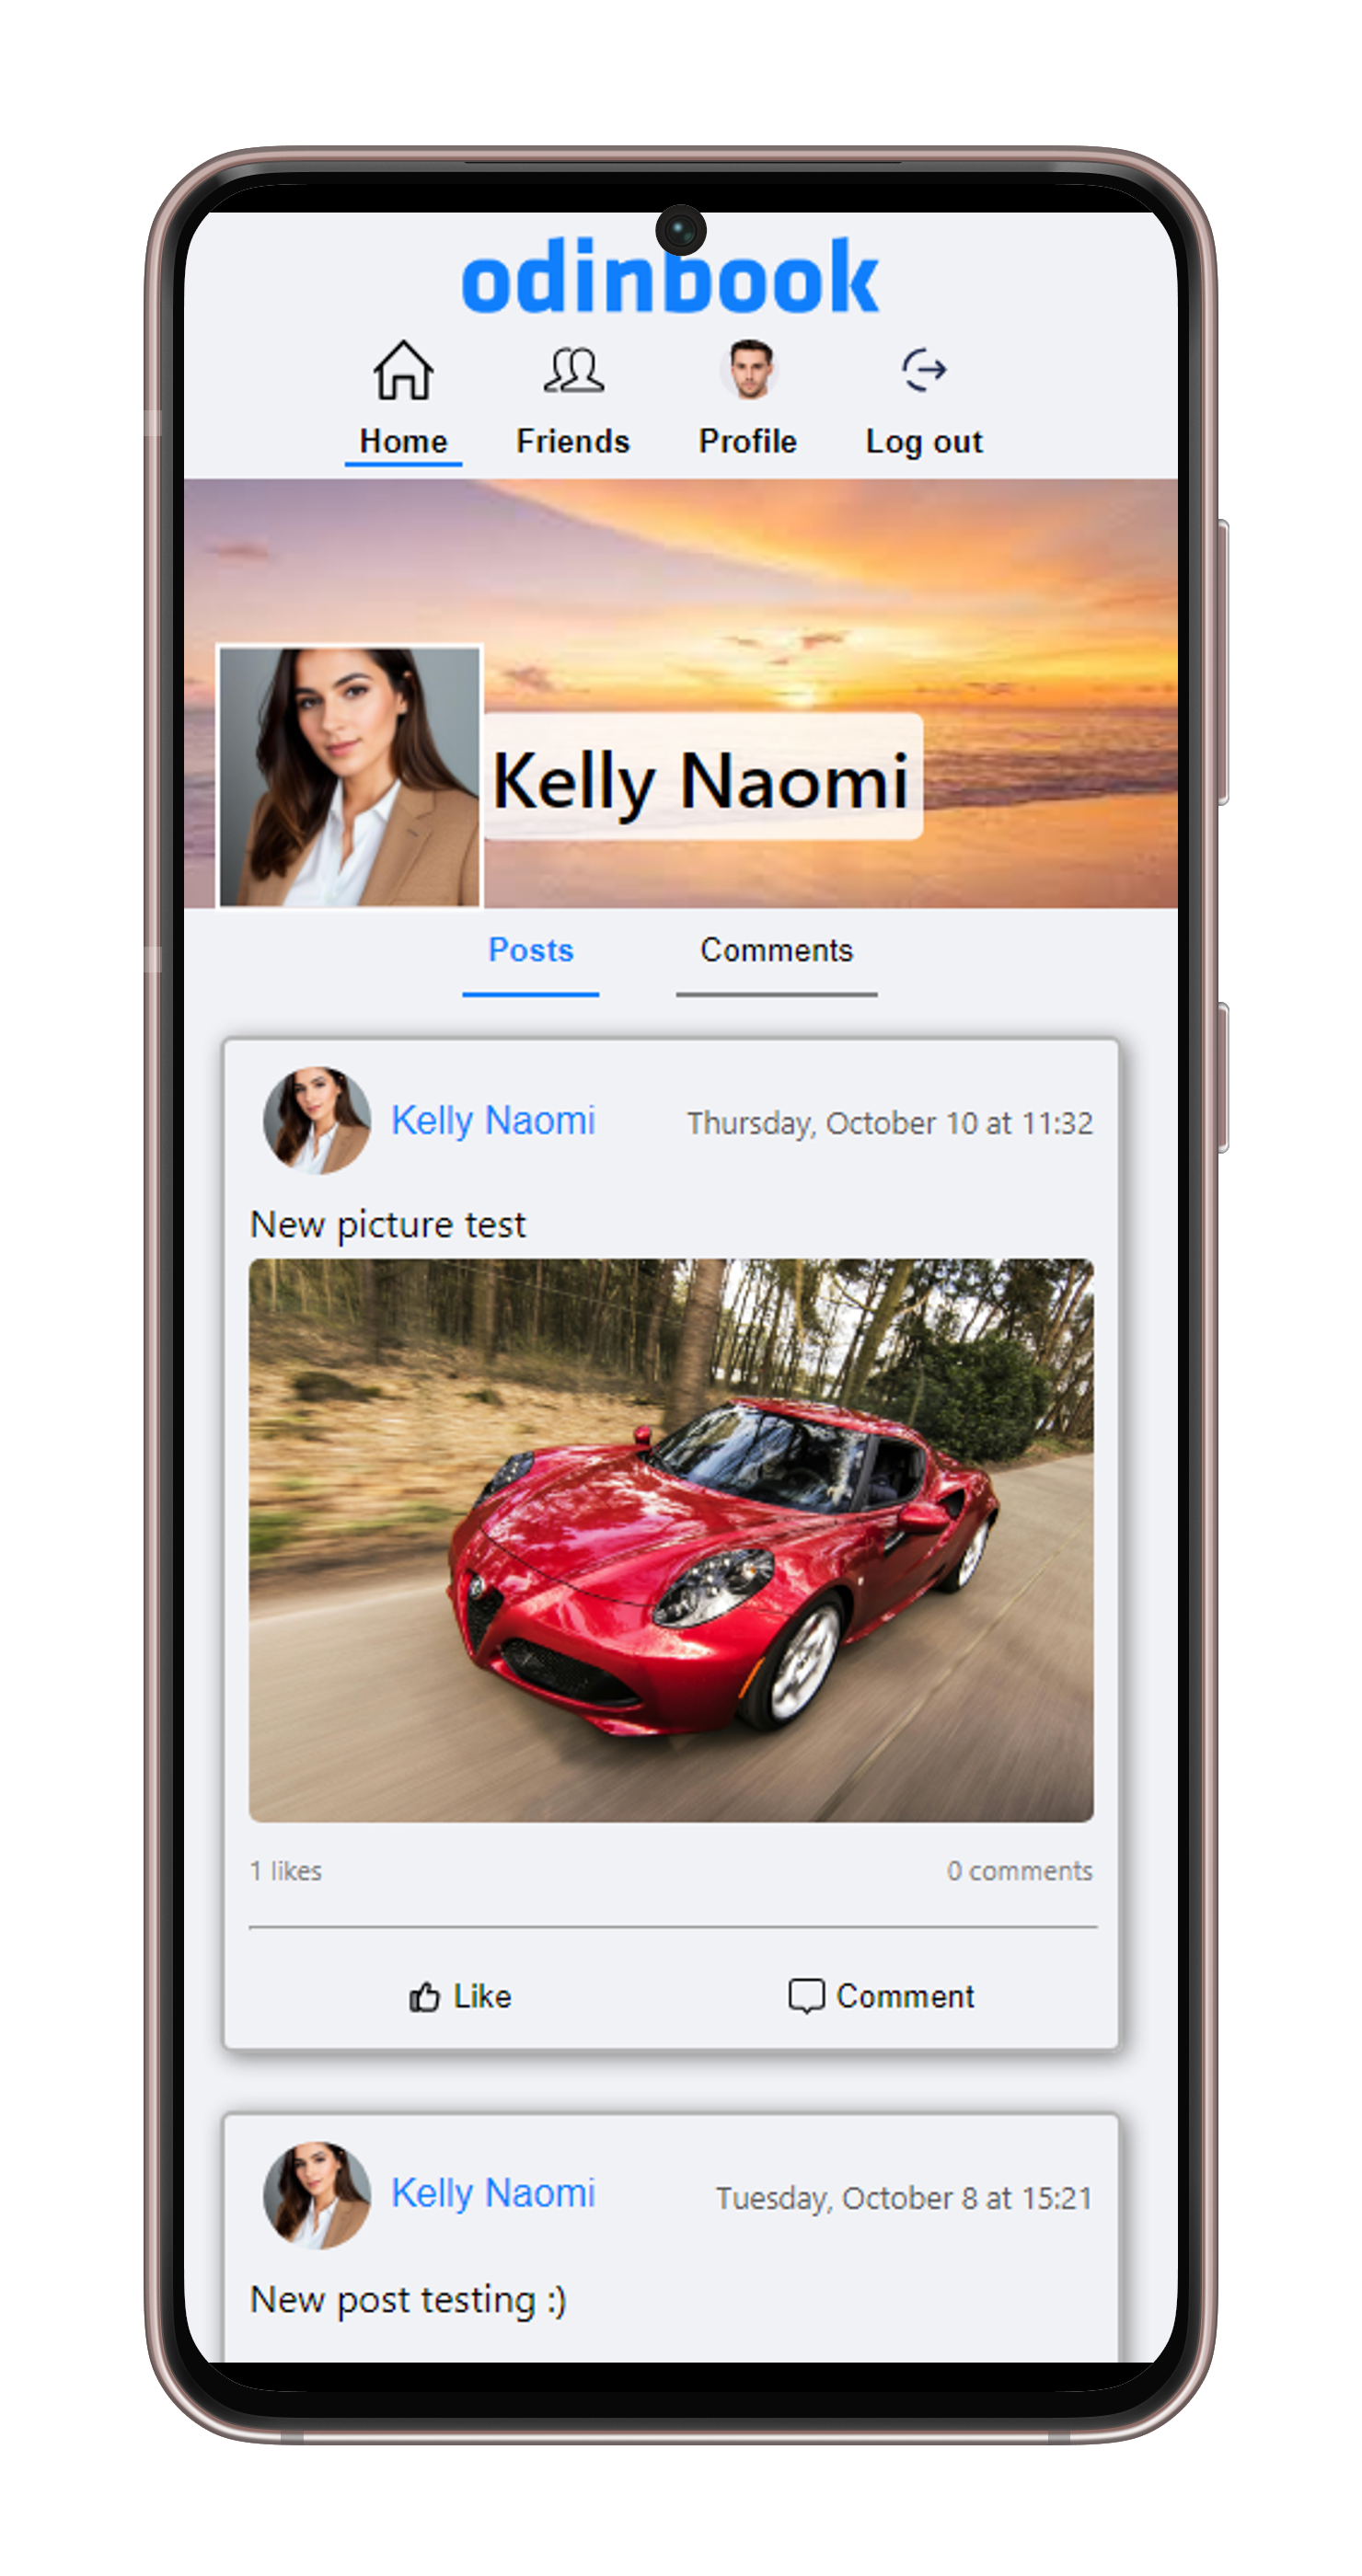 odinbook
Home Friends Profile Log out
Kelly Naomi
Posts Comments
Kelly Naomi Thursday, October 10 at 11:32
New picture test
1 likes 0 comments
Like Comment
Kelly Naomi Tuesday, October 8 at 15:21
New post testing :)